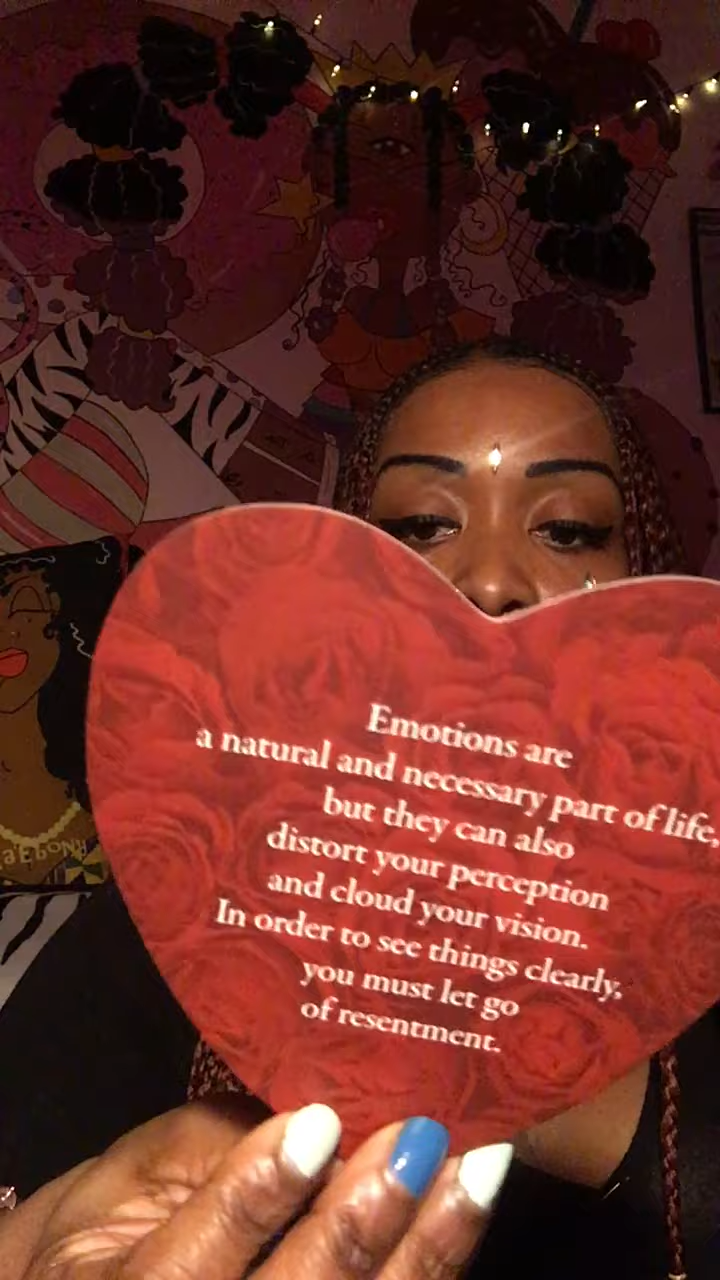 Emotions are
a natural and necessary part of life,
but they can also
distort your perception
and cloud your vision.
In order to see things clearly,
you must let go
of resentment.